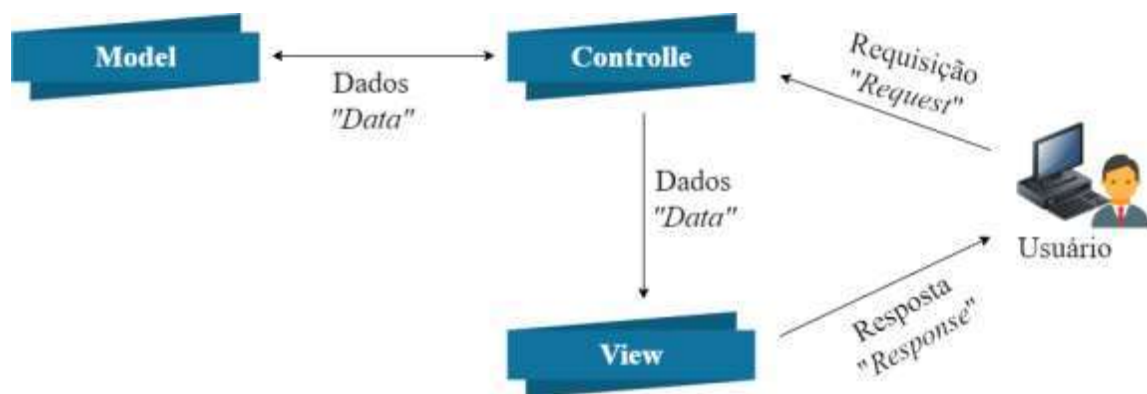 Model
Controlle
Dados
"Data"
Requisição
"Request"
Dados
"Data"
Usuário
View
Resposta
"Response"